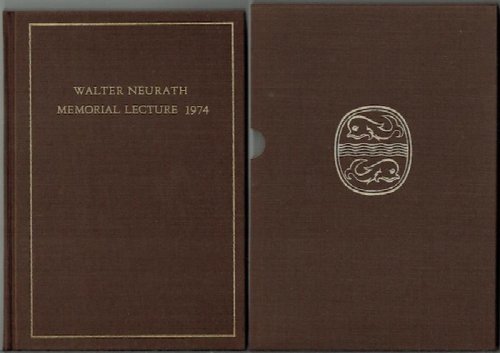 WALTER NEURATH
MEMORIAL LECTURE 1974